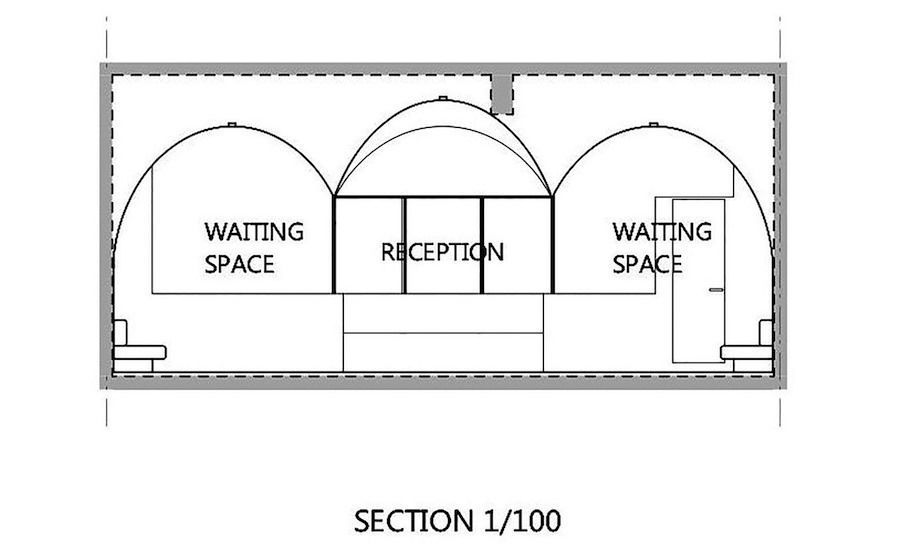 WAITING
SPACE
RECEPTION
WAITING
SPACE
SECTION 1/100